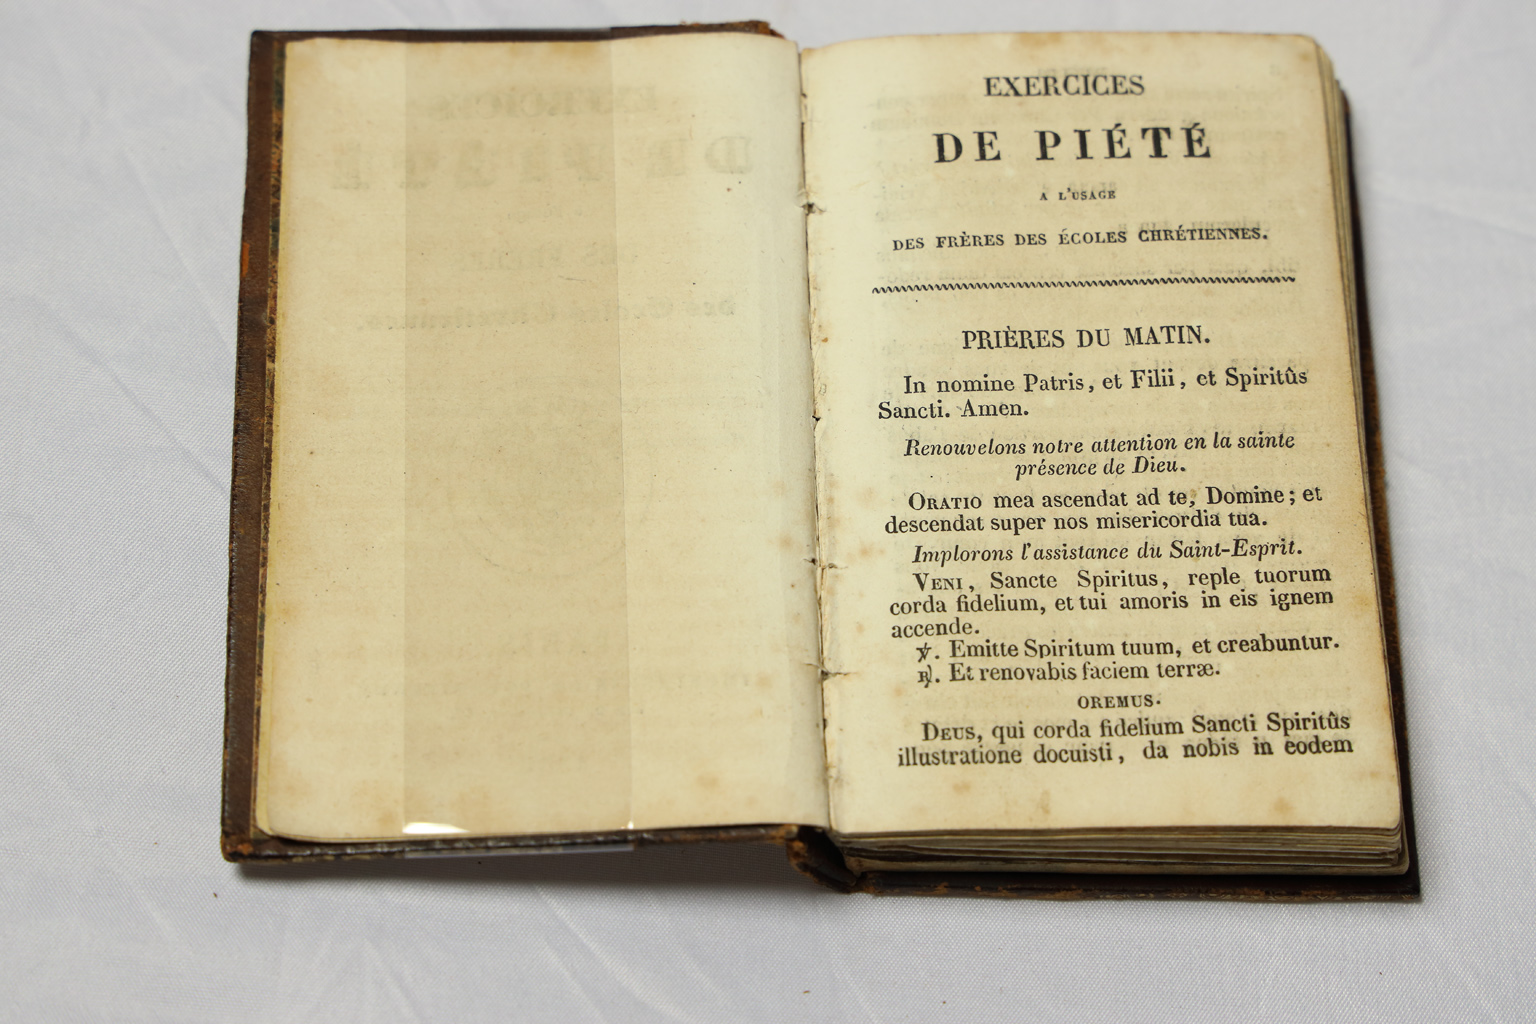 EXERCICES
DE PIÉTÉ
A L'USAGE
DES FRÈRES DES ÉCOLES CHRÉTIENNES.
PRIÈRES DU MATIN.
In nomine Patris, et Filii, et Spiritûs
Sancti. Amen.
Renouvelons notre attention en la sainte
présence de Dieu.
ORATIO mea ascendat ad te, Domine; et
descendat super nos misericordia tua.
Implorons l'assistance du Saint-Esprit.
VENI, Sancte Spiritus, reple tuorum
corda fidelium, et tui amoris in eis ignem
accende.
℣. Emitte Spiritum tuum, et creabuntur.
℟. Et renovabis faciem terræ.
OREMUS.
DEUS, qui corda fidelium Sancti Spiritûs
illustratione docuisti, da nobis in eodem